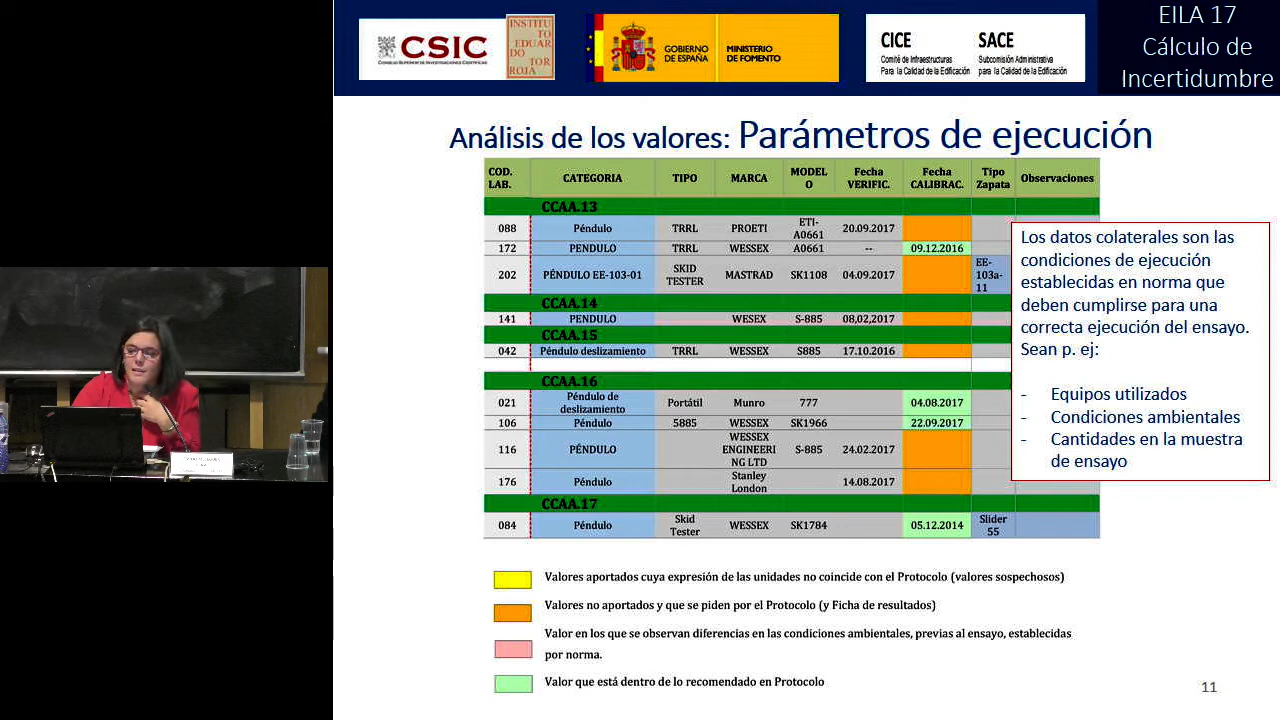 CSIC
CONSEJO SUPERIOR DE INVESTIGACIONES CIENTÍFICAS
INSTITU
TO
EDUAR
DO TOR
ROJA
GOBIERNO
DE ESPAÑA
MINISTERIO
DE FOMENTO
CICE
Comité de Infraestructuras
Para la Calidad de la Edificación
SACE
Subcomisión Administrativa
para la Calidad de la Edificación
EILA 17
Cálculo de
Incertidumbre
Análisis de los valores: Parámetros de ejecución
COD. LAB. CATEGORIA TIPO MARCA MODELO Fecha VERIFIC. Fecha CALIBRAC. Tipo Zapata Observaciones
CCAA.13
088 Péndulo TRRL PROETI ETI-A0661 20.09.2017
172 PENDULO TRRL WESSEX A0661 -- 09.12.2016
202 PÉNDULO EE-103-01 SKID TESTER MASTRAD SK1108 04.09.2017 EE-103a-11
CCAA.14
141 PENDULO WESEX S-885 08,02,2017
CCAA.15
042 Péndulo deslizamiento TRRL WESSEX S885 17.10.2016
CCAA.16
021 Péndulo de deslizamiento Portátil Munro 777 04.08.2017
106 Péndulo 5885 WESSEX SK1966 22.09.2017
116 PÉNDULO WESSEX ENGINEERING LTD S-885 24.02.2017
176 Péndulo Stanley London 14.08.2017
CCAA.17
084 Péndulo Skid Tester WESSEX SK1784 05.12.2014 Slider 55
Los datos colaterales son las
condiciones de ejecución
establecidas en norma que
deben cumplirse para una
correcta ejecución del ensayo.
Sean p. ej:
- Equipos utilizados
- Condiciones ambientales
- Cantidades en la muestra
de ensayo
Valores aportados cuya expresión de las unidades no coincide con el Protocolo (valores sospechosos)
Valores no aportados y que se piden por el Protocolo (y Ficha de resultados)
Valor en los que se observan diferencias en las condiciones ambientales, previas al ensayo, establecidas
por norma.
Valor que está dentro de lo recomendado en Protocolo
11